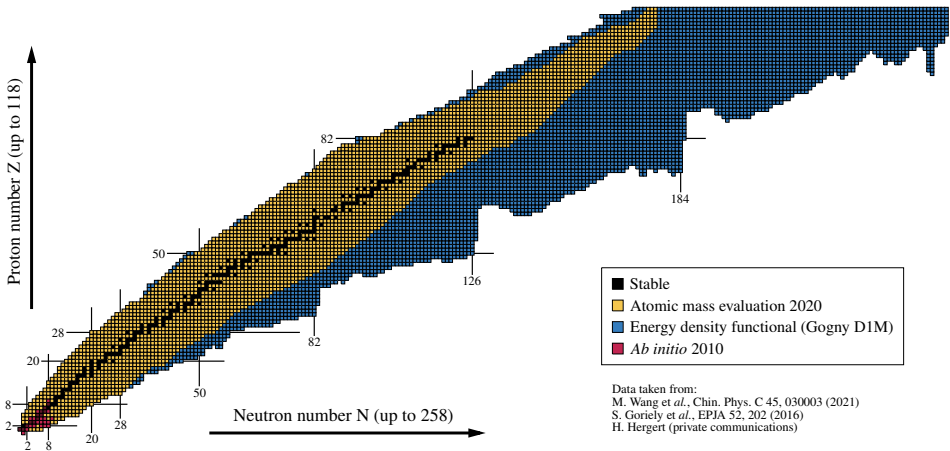 Proton number Z (up to 118)
82
50
28
20
8
2
2
8
20
28
50
82
126
184
Neutron number N (up to 258)
Stable
Atomic mass evaluation 2020
Energy density functional (Gogny D1M)
Ab initio 2010
Data taken from:
M. Wang et al., Chin. Phys. C 45, 030003 (2021)
S. Goriely et al., EPJA 52, 202 (2016)
H. Hergert (private communications)